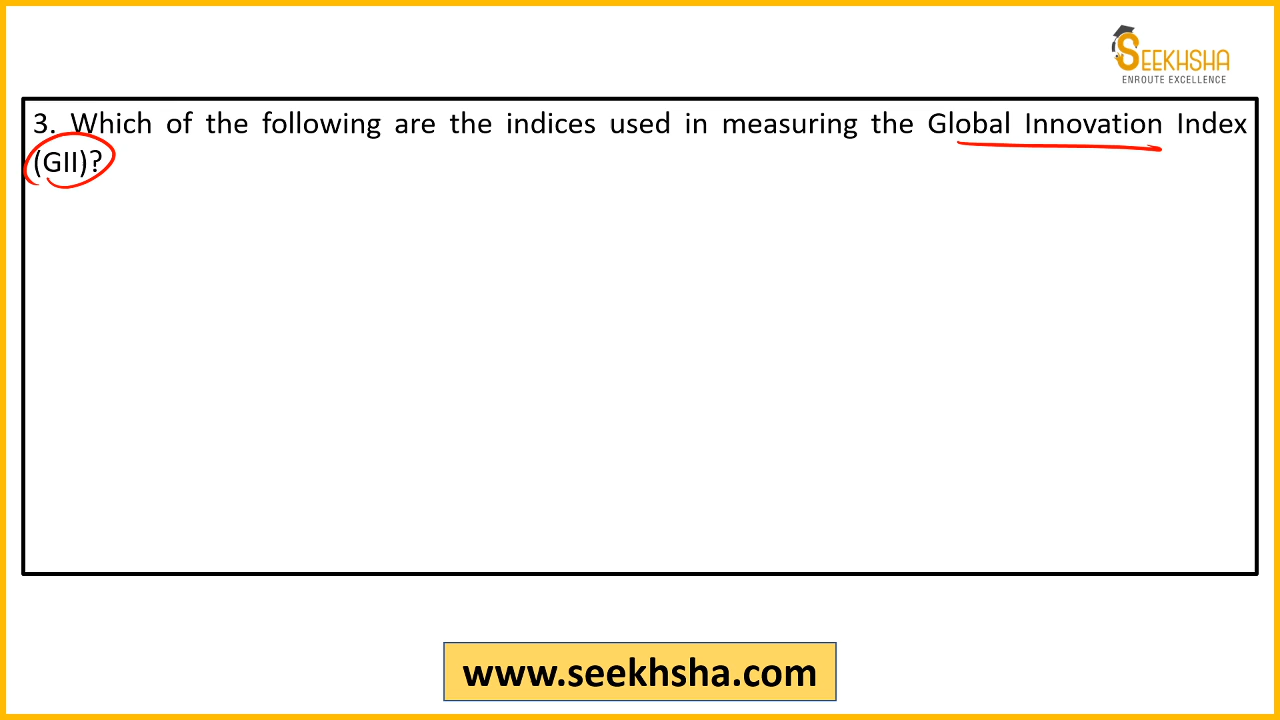 SEEKHSHA
ENROUTE EXCELLENCE
3. Which of the following are the indices used in measuring the Global Innovation Index
(GII)?
www.seekhsha.com